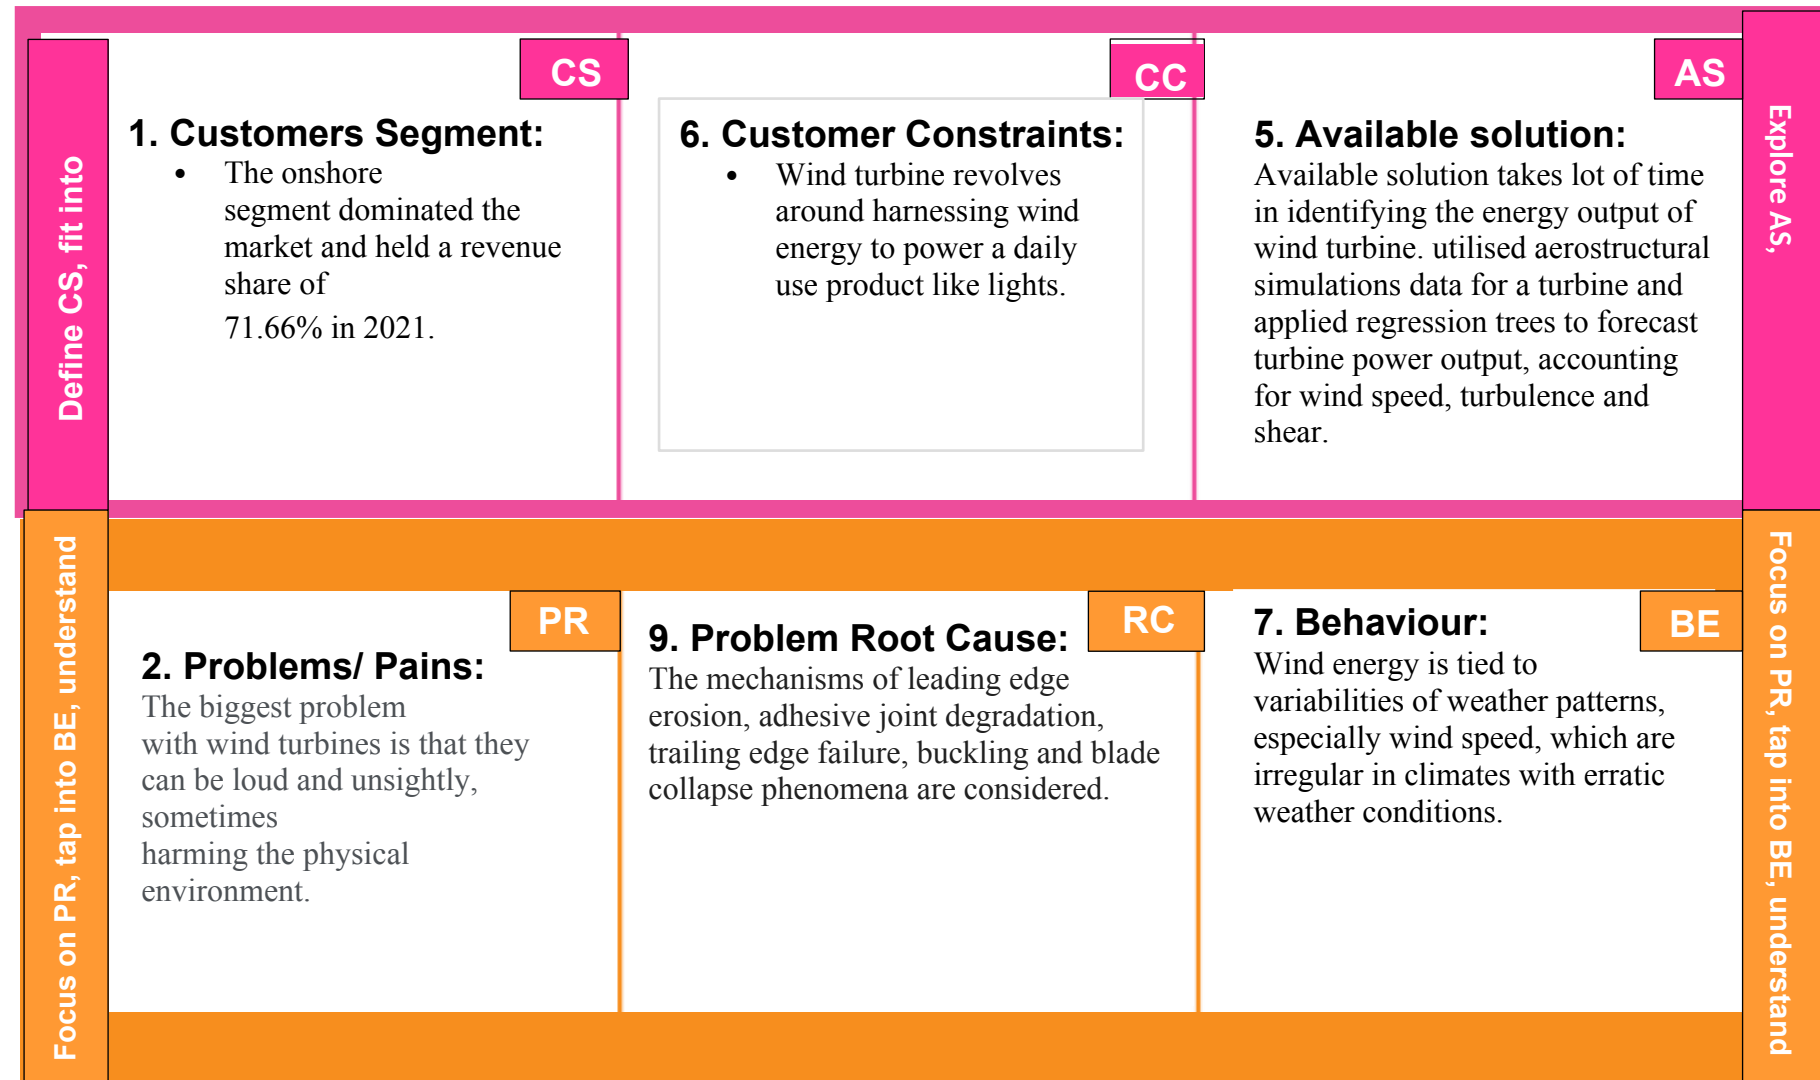 Define CS, fit into
CS
1. Customers Segment:
• The onshore
segment dominated the
market and held a revenue
share of
71.66% in 2021.
CC
6. Customer Constraints:
• Wind turbine revolves
around harnessing wind
energy to power a daily
use product like lights.
AS
5. Available solution:
Available solution takes lot of time
in identifying the energy output of
wind turbine. utilised aerostructural
simulations data for a turbine and
applied regression trees to forecast
turbine power output, accounting
for wind speed, turbulence and
shear.
Explore AS,
Focus on PR, tap into BE, understand
PR
2. Problems/ Pains:
The biggest problem
with wind turbines is that they
can be loud and unsightly,
sometimes
harming the physical
environment.
RC
9. Problem Root Cause:
The mechanisms of leading edge
erosion, adhesive joint degradation,
trailing edge failure, buckling and blade
collapse phenomena are considered.
BE
7. Behaviour:
Wind energy is tied to
variabilities of weather patterns,
especially wind speed, which are
irregular in climates with erratic
weather conditions.
Focus on PR, tap into BE, understand